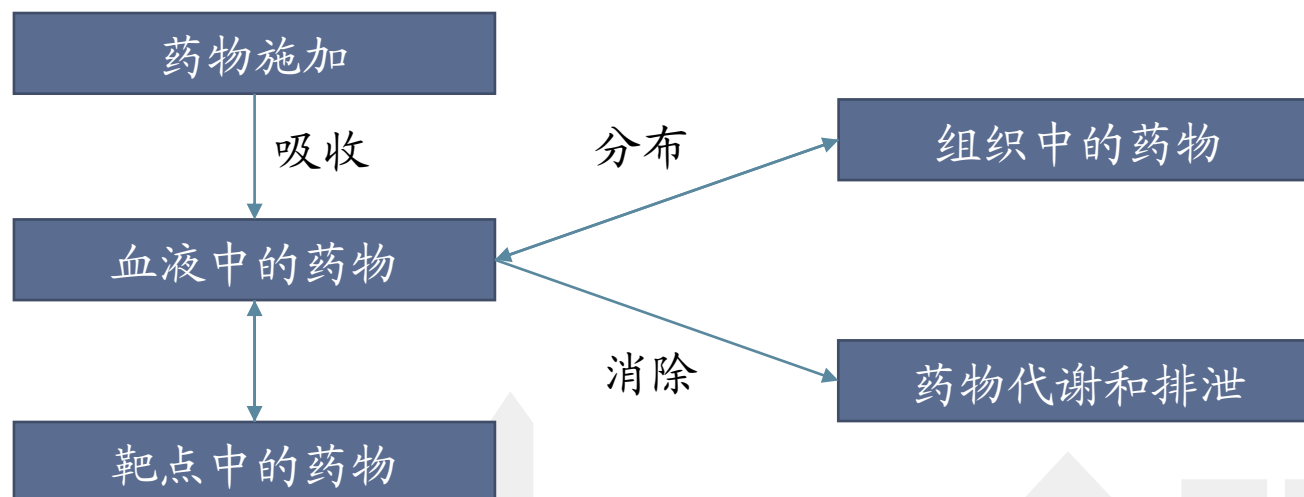 药物施加
吸收
分布
组织中的药物
血液中的药物
消除
药物代谢和排泄
靶点中的药物